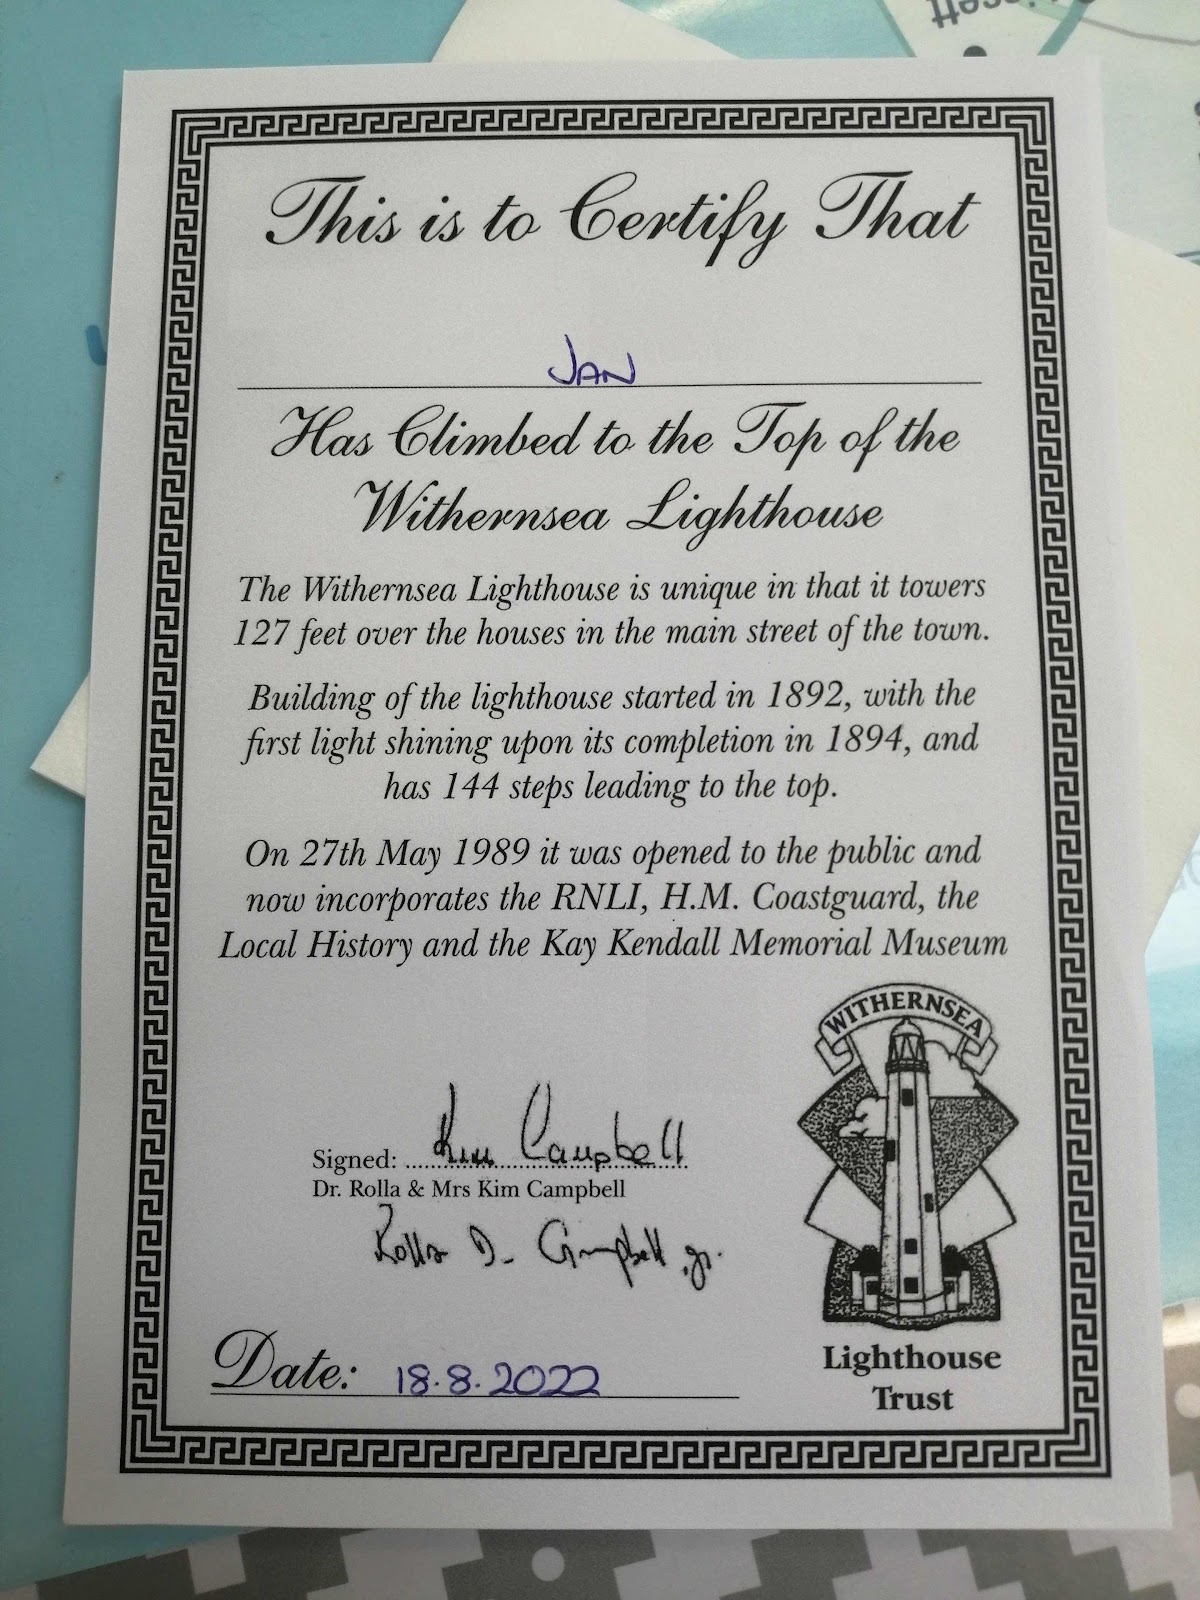 This is to Certify That
JAN
Has Climbed to the Top of the
Withernsea Lighthouse
The Withernsea Lighthouse is unique in that it towers
127 feet over the houses in the main street of the town.
Building of the lighthouse started in 1892, with the
first light shining upon its completion in 1894, and
has 144 steps leading to the top.
On 27th May 1989 it was opened to the public and
now incorporates the RNLI, H.M. Coastguard, the
Local History and the Kay Kendall Memorial Museum
WITHERNSEA
Signed: Kim Campbell
Dr. Rolla & Mrs Kim Campbell
Rolla D. Campbell jr.
Date: 18.8.2022
Lighthouse
Trust